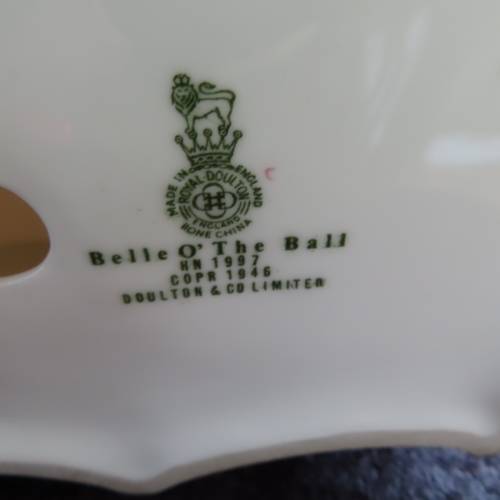 MADE IN ENGLAND
ROYAL DOULTON
ENGLAND
BONE CHINA
Belle O' The Ball
HN 1997
COPR 1946
DOULTON & CO LIMITED